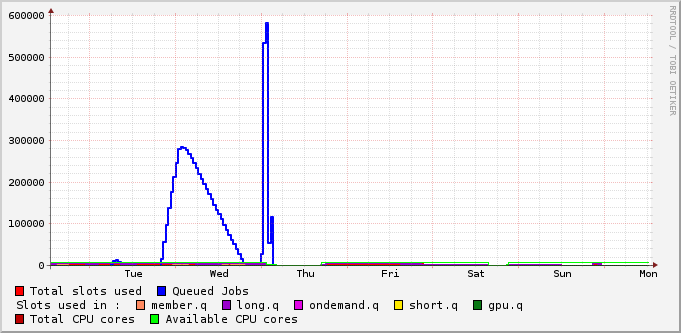 600000
500000
400000
300000
200000
100000
0
Tue Wed Thu Fri Sat Sun Mon
RRDTOOL / TOBI OETIKER
Total slots used Queued Jobs
Slots used in : member.q long.q ondemand.q short.q gpu.q
Total CPU cores Available CPU cores